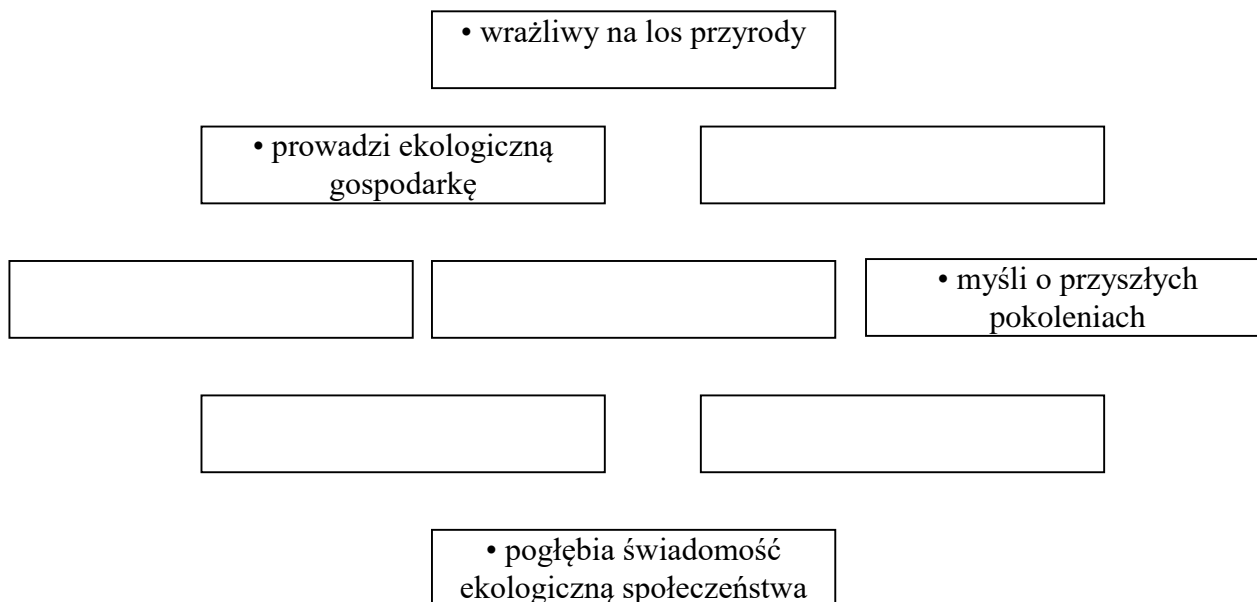 • wrażliwy na los przyrody
• prowadzi ekologiczną
gospodarkę
• myśli o przyszłych
pokoleniach
• pogłębia świadomość
ekologiczną społeczeństwa